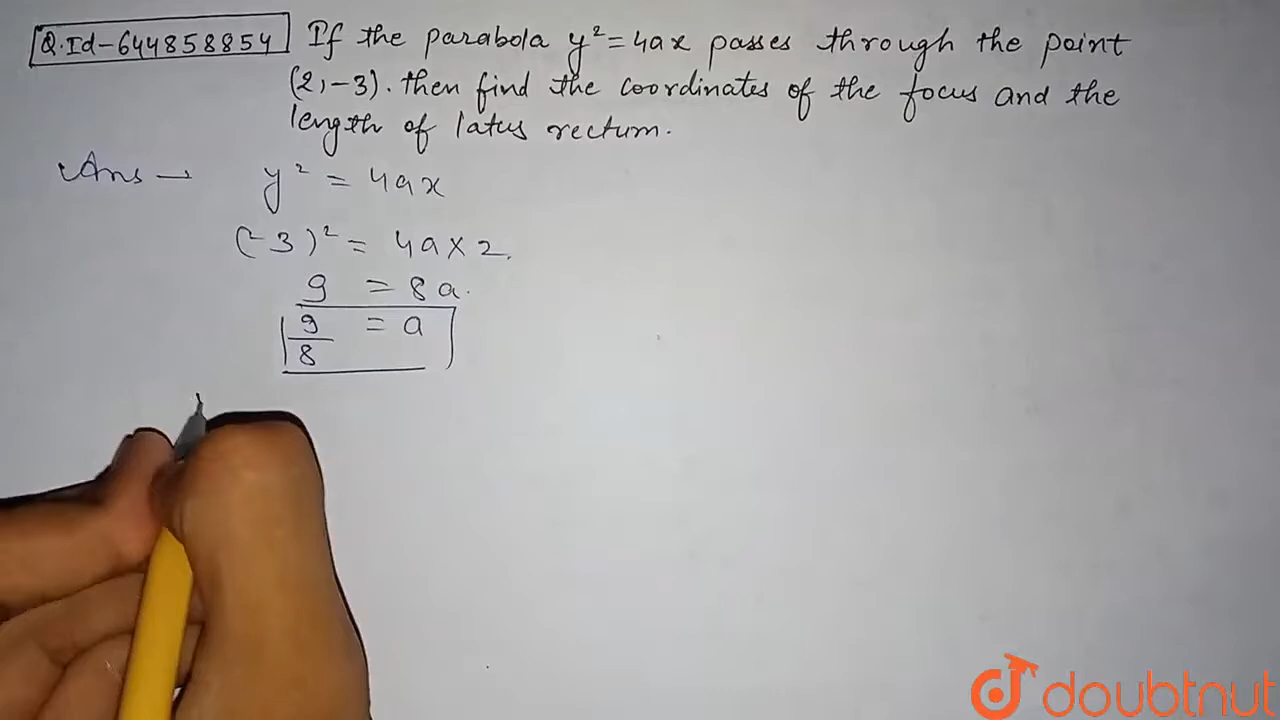 Q.Id-644858854 If the parabola y²=4ax passes through the point
(2,-3). then find the coordinates of the focus and the
length of latus rectum.
Ans → y² = 4ax
(-3)² = 4a×2.
9 = 8a.
9/8 = a
doubtnut